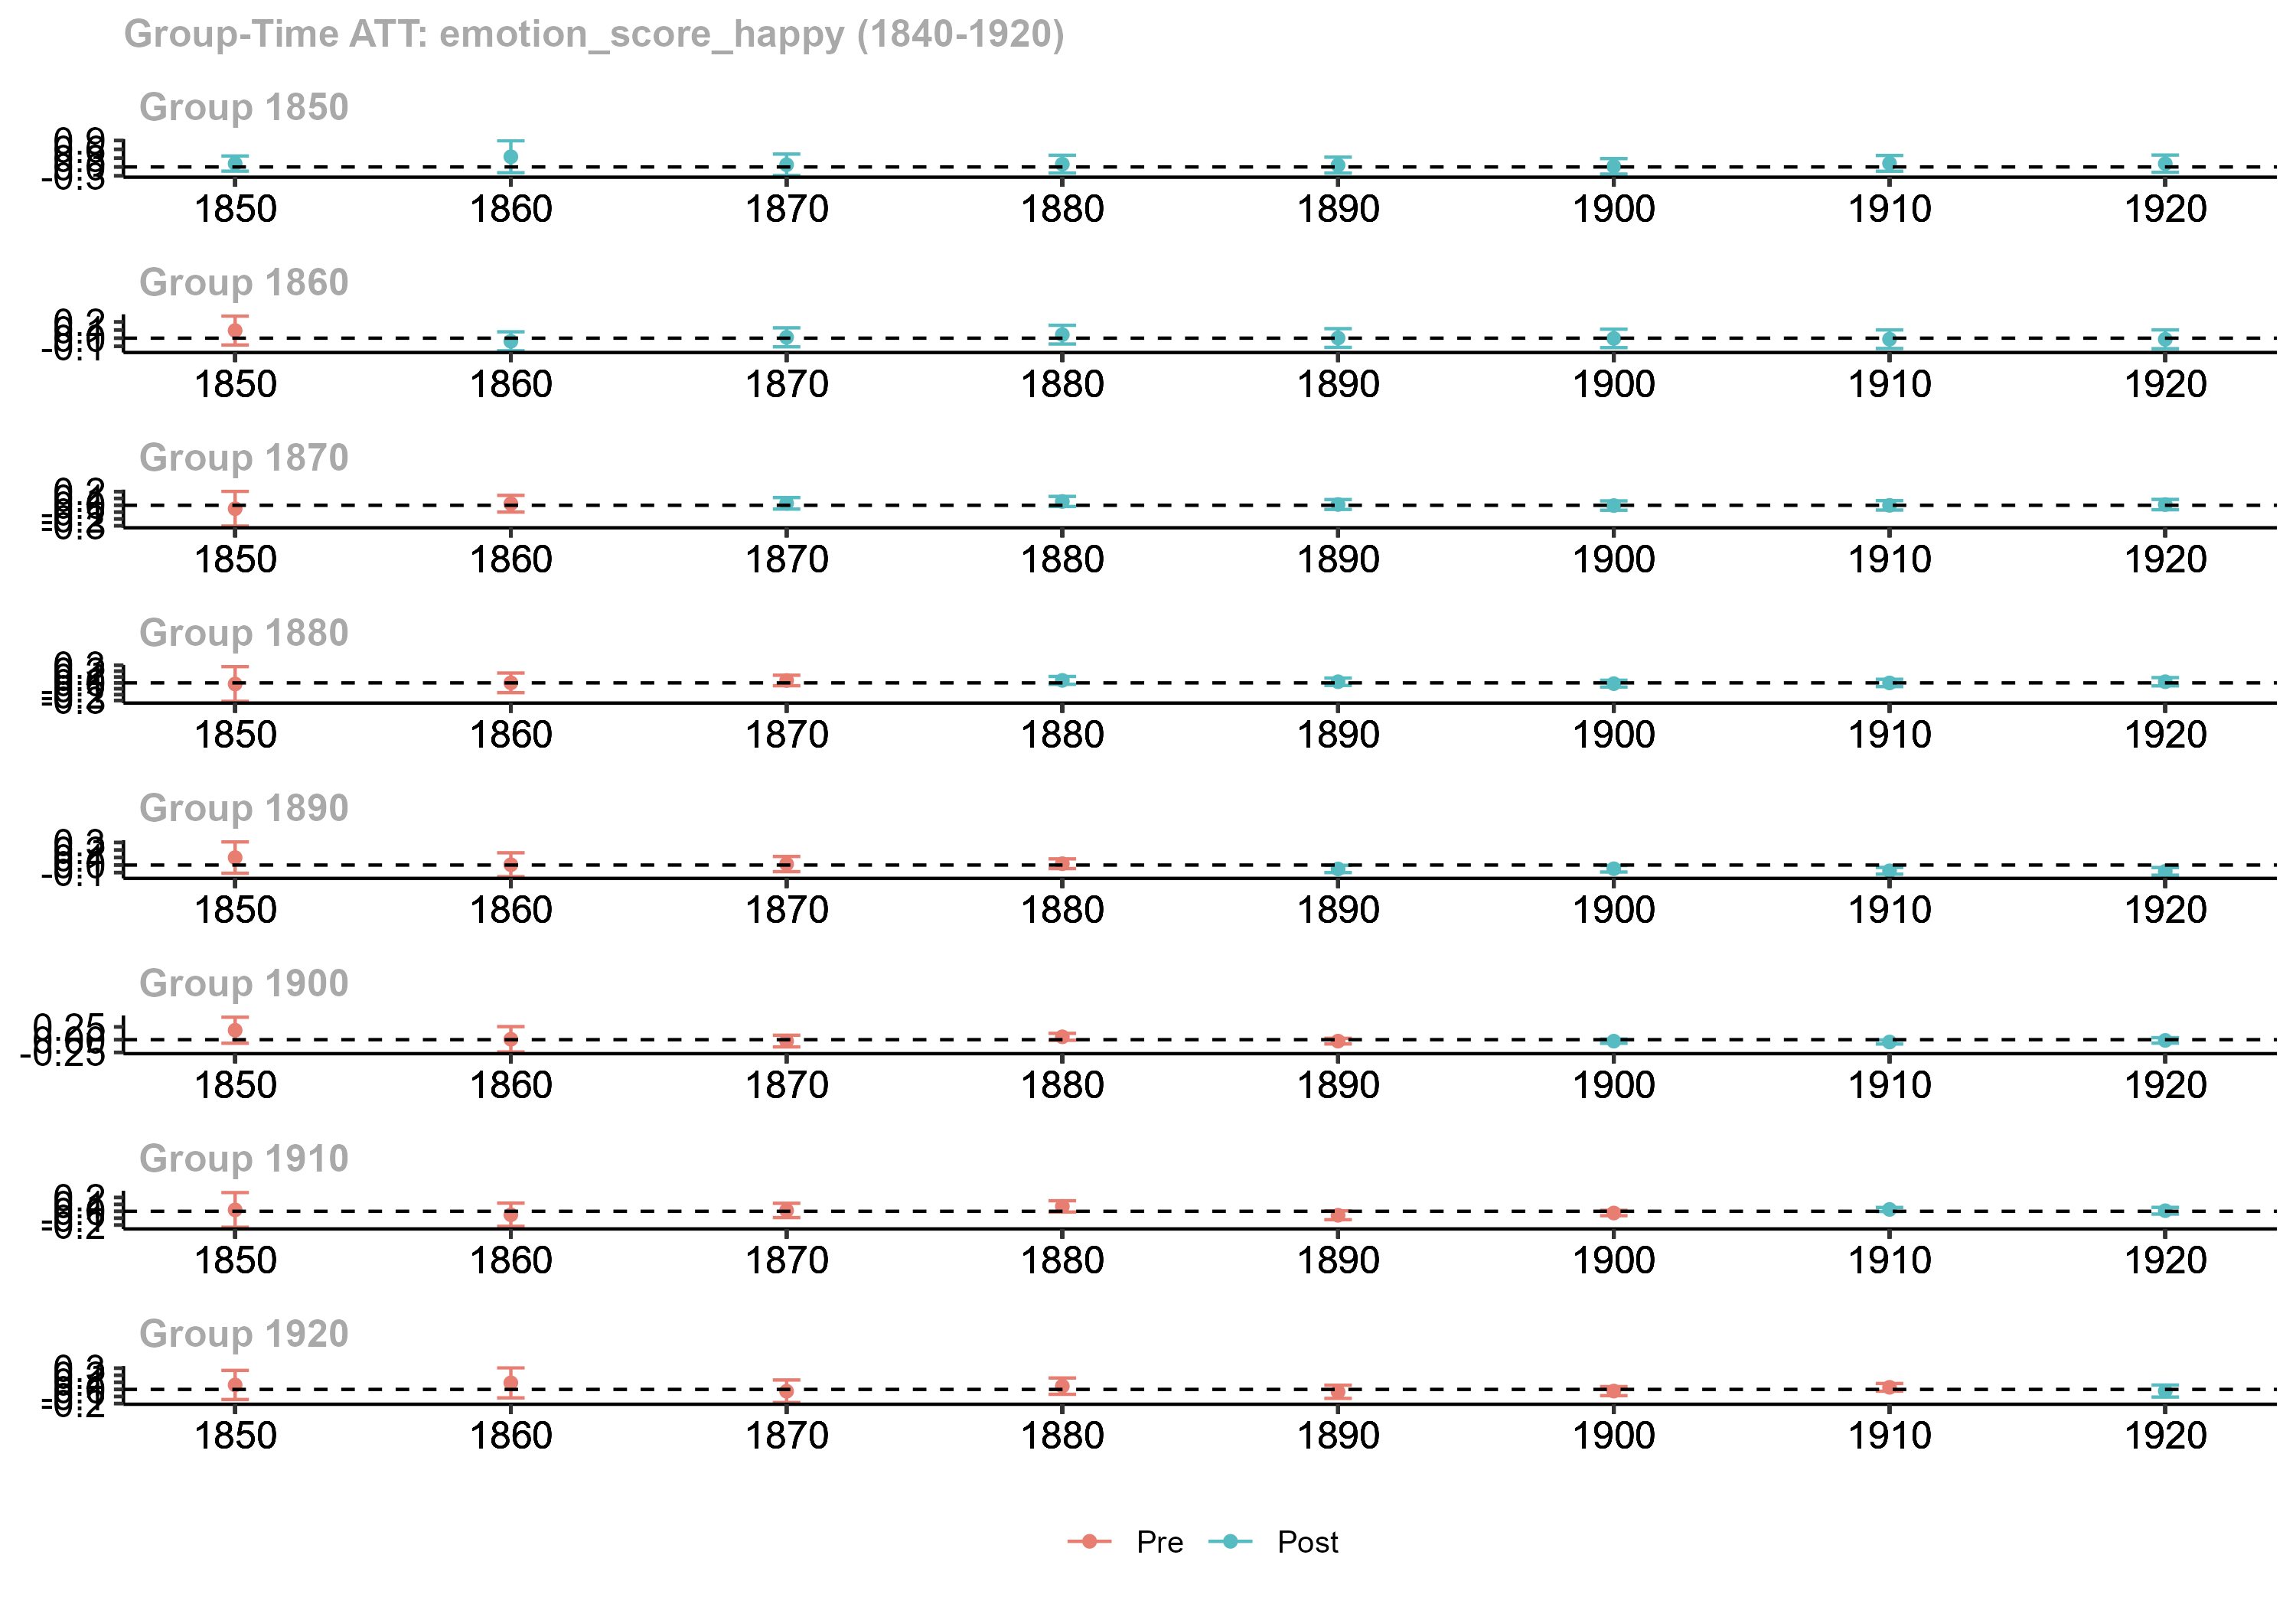 Group-Time ATT: emotion_score_happy (1840-1920)
Group 1850
1850 1860 1870 1880 1890 1900 1910 1920
Group 1860
0.2
-0.1
1850 1860 1870 1880 1890 1900 1910 1920
Group 1870
1850 1860 1870 1880 1890 1900 1910 1920
Group 1880
1850 1860 1870 1880 1890 1900 1910 1920
Group 1890
-0.1
1850 1860 1870 1880 1890 1900 1910 1920
Group 1900
0.25
-0.25
1850 1860 1870 1880 1890 1900 1910 1920
Group 1910
0.2
-0.2
1850 1860 1870 1880 1890 1900 1910 1920
Group 1920
-0.2
1850 1860 1870 1880 1890 1900 1910 1920
Pre Post